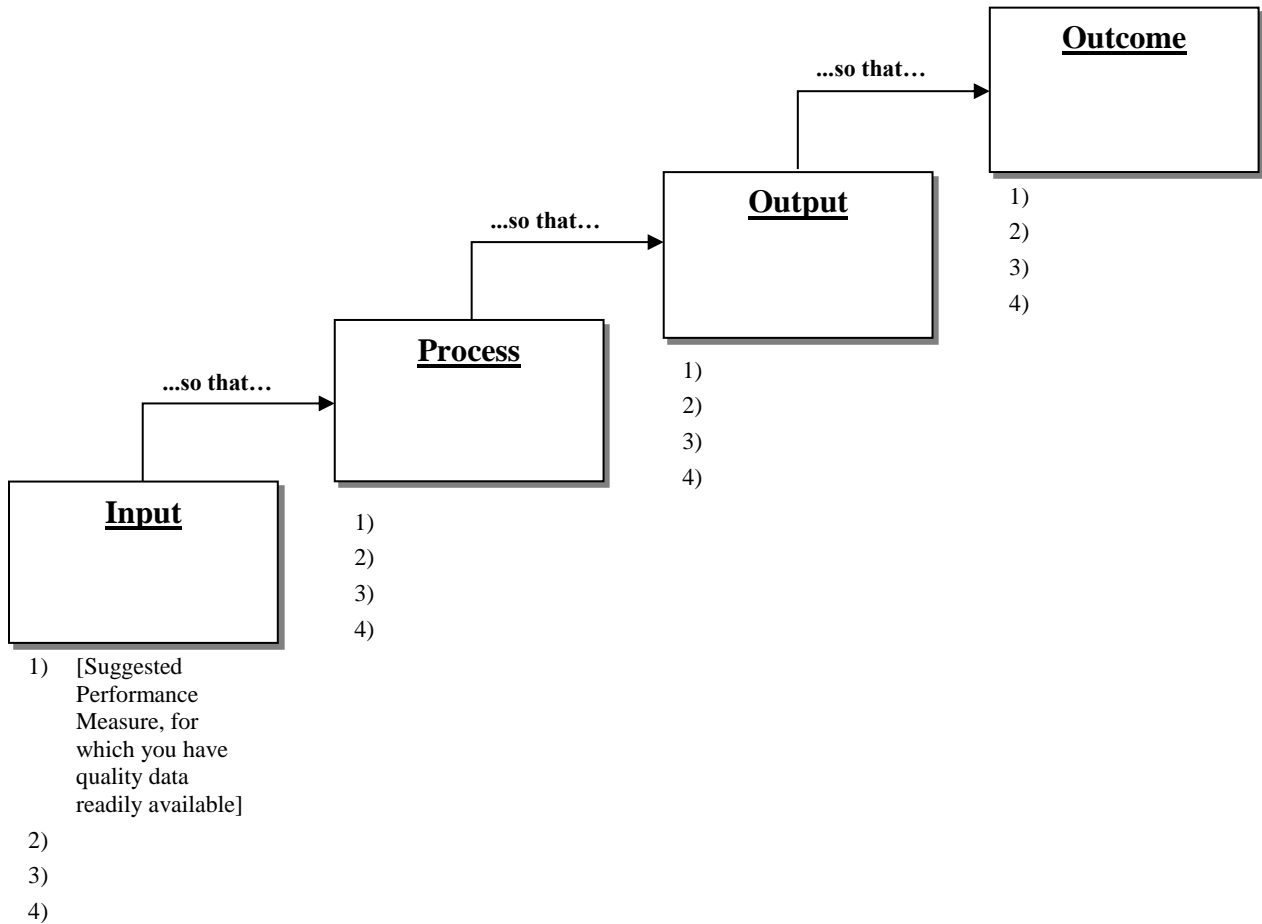 Outcome
...so that…
1)
2)
3)
4)
Output
...so that…
1)
2)
3)
4)
Process
...so that…
1)
2)
3)
4)
Input
1) [Suggested
Performance
Measure, for
which you have
quality data
readily available]
2)
3)
4)